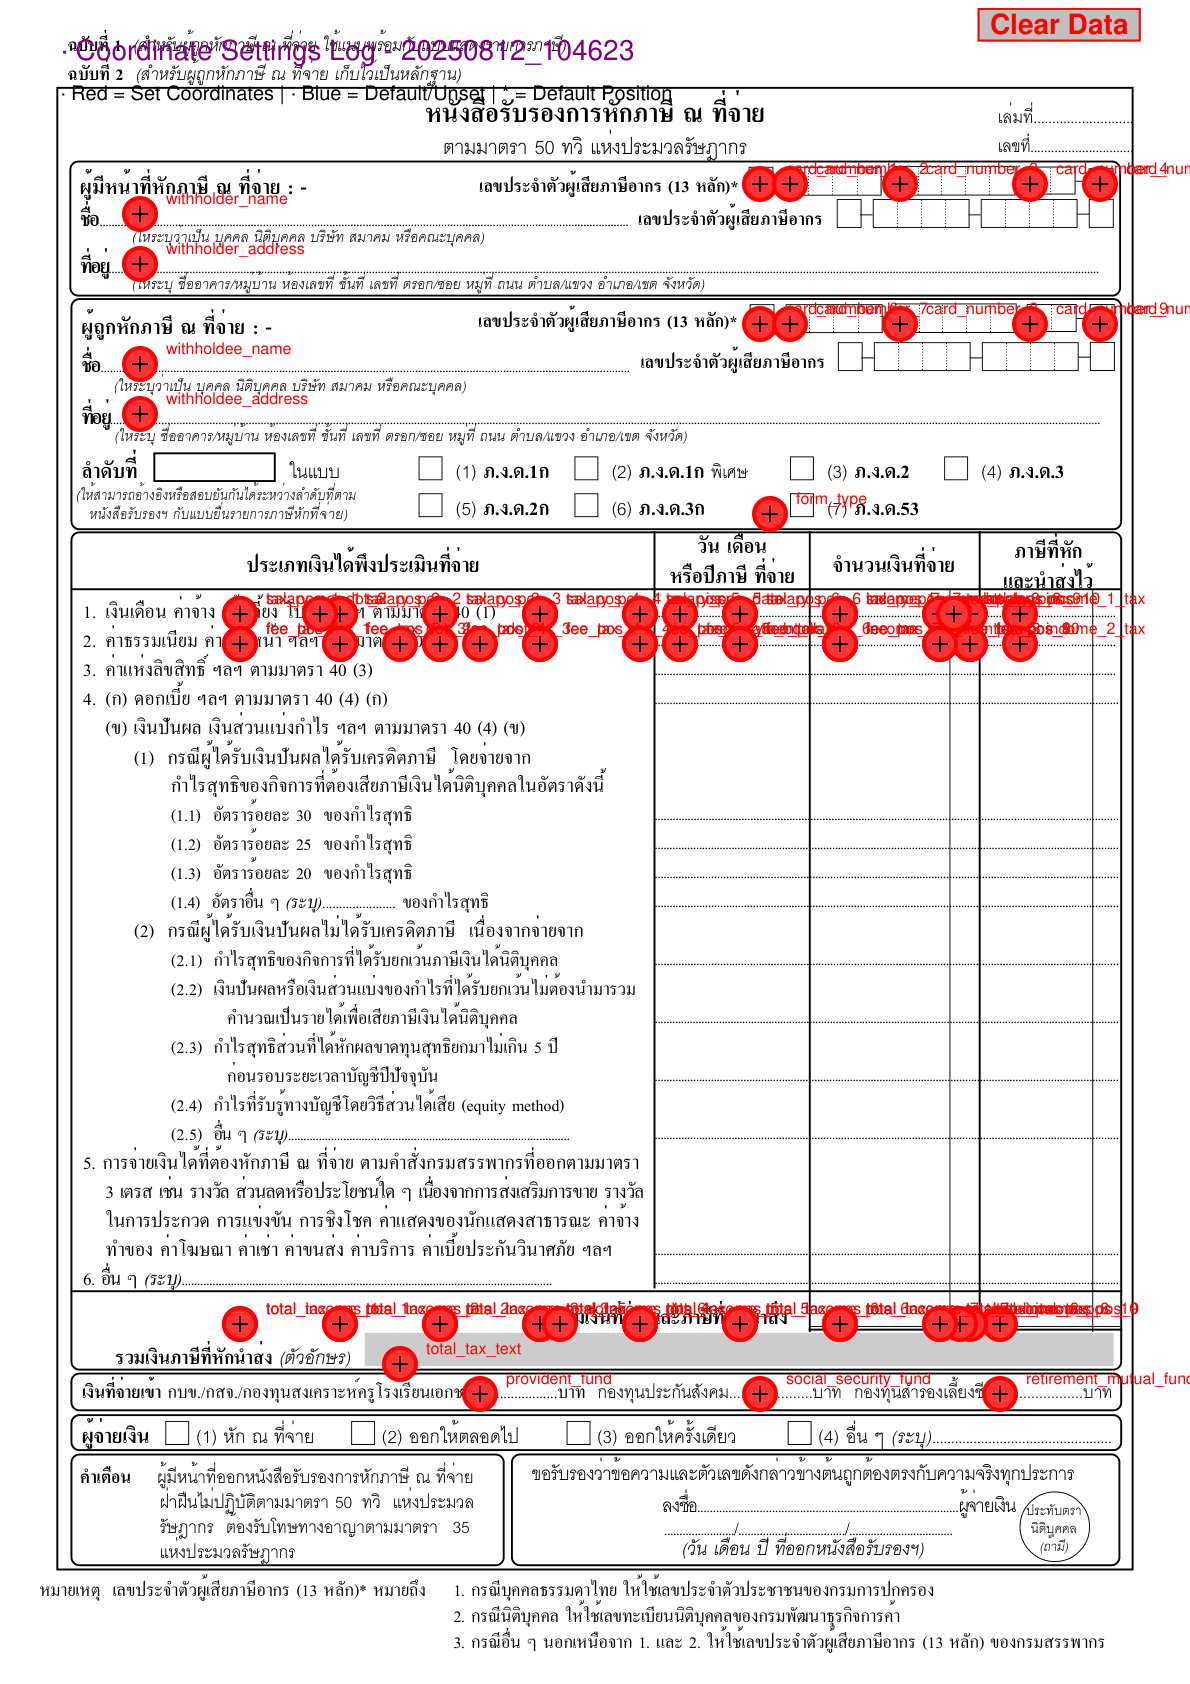 Clear Data
ฉบับที่ 1 (สำหรับผู้ถูกหักภาษี ณ ที่จ่าย ใช้แนบพร้อมกับแบบแสดงรายการภาษี)
· Coordinate Settings Log - 20250812_104623
ฉบับที่ 2 (สำหรับผู้ถูกหักภาษี ณ ที่จ่าย เก็บไว้เป็นหลักฐาน)
· Red = Set Coordinates | · Blue = Default/Unset | * = Default Position
หนังสือรับรองการหักภาษี ณ ที่จ่าย
เล่มที่
ตามมาตรา 50 ทวิ แห่งประมวลรัษฎากร
เลขที่
ผู้มีหน้าที่หักภาษี ณ ที่จ่าย : -
เลขประจำตัวผู้เสียภาษีอากร (13 หลัก)*
withholder_name
ชื่อ
เลขประจำตัวผู้เสียภาษีอากร
(ให้ระบุว่าเป็น บุคคล นิติบุคคล บริษัท สมาคม หรือคณะบุคคล)
withholder_address
ที่อยู่
(ให้ระบุ ชื่ออาคาร/หมู่บ้าน ห้องเลขที่ ชั้นที่ เลขที่ ตรอก/ซอย หมู่ที่ ถนน ตำบล/แขวง อำเภอ/เขต จังหวัด)
ผู้ถูกหักภาษี ณ ที่จ่าย : -
เลขประจำตัวผู้เสียภาษีอากร (13 หลัก)*
withholdee_name
ชื่อ
เลขประจำตัวผู้เสียภาษีอากร
(ให้ระบุว่าเป็น บุคคล นิติบุคคล บริษัท สมาคม หรือคณะบุคคล)
withholdee_address
ที่อยู่
(ให้ระบุ ชื่ออาคาร/หมู่บ้าน ห้องเลขที่ ชั้นที่ เลขที่ ตรอก/ซอย หมู่ที่ ถนน ตำบล/แขวง อำเภอ/เขต จังหวัด)
ลำดับที่ ในแบบ (1) ภ.ง.ด.1ก (2) ภ.ง.ด.1ก พิเศษ (3) ภ.ง.ด.2 (4) ภ.ง.ด.3
(ให้สามารถอ้างอิงหรือสอบยันกันได้ระหว่างลำดับที่ตาม
หนังสือรับรองฯ กับแบบยื่นรายการภาษีหักที่จ่าย)
form_type
(5) ภ.ง.ด.2ก (6) ภ.ง.ด.3ก (7) ภ.ง.ด.53
ประเภทเงินได้พึงประเมินที่จ่าย
วัน เดือน
หรือปีภาษี ที่จ่าย
จำนวนเงินที่จ่าย
ภาษีที่หัก
และนำส่งไว้
1. เงินเดือน ค่าจ้าง ตามมาตรา 40 (1)
2. ค่าธรรมเนียม
3. ค่าแห่งลิขสิทธิ์ ฯลฯ ตามมาตรา 40 (3)
4. (ก) ดอกเบี้ย ฯลฯ ตามมาตรา 40 (4) (ก)
(ข) เงินปันผล เงินส่วนแบ่งกำไร ฯลฯ ตามมาตรา 40 (4) (ข)
(1) กรณีผู้ได้รับเงินปันผลได้รับเครดิตภาษี โดยจ่ายจาก
กำไรสุทธิของกิจการที่ต้องเสียภาษีเงินได้นิติบุคคลในอัตราดังนี้
(1.1) อัตราร้อยละ 30 ของกำไรสุทธิ
(1.2) อัตราร้อยละ 25 ของกำไรสุทธิ
(1.3) อัตราร้อยละ 20 ของกำไรสุทธิ
(1.4) อัตราอื่น ๆ (ระบุ)...................... ของกำไรสุทธิ
(2) กรณีผู้ได้รับเงินปันผลไม่ได้รับเครดิตภาษี เนื่องจากจ่ายจาก
(2.1) กำไรสุทธิของกิจการที่ได้รับยกเว้นภาษีเงินได้นิติบุคคล
(2.2) เงินปันผลหรือเงินส่วนแบ่งของกำไรที่ได้รับยกเว้นไม่ต้องนำมารวม
คำนวณเป็นรายได้เพื่อเสียภาษีเงินได้นิติบุคคล
(2.3) กำไรสุทธิส่วนที่ได้หักผลขาดทุนสุทธิยกมาไม่เกิน 5 ปี
ก่อนรอบระยะเวลาบัญชีปีปัจจุบัน
(2.4) กำไรที่รับรู้ทางบัญชีโดยวิธีส่วนได้เสีย (equity method)
(2.5) อื่น ๆ (ระบุ)
5. การจ่ายเงินได้ที่ต้องหักภาษี ณ ที่จ่าย ตามคำสั่งกรมสรรพากรที่ออกตามมาตรา
3 เตรส เช่น รางวัล ส่วนลดหรือประโยชน์ใด ๆ เนื่องจากการส่งเสริมการขาย รางวัล
ในการประกวด การแข่งขัน การชิงโชค ค่าแสดงของนักแสดงสาธารณะ ค่าจ้าง
ทำของ ค่าโฆษณา ค่าเช่า ค่าขนส่ง ค่าบริการ ค่าเบี้ยประกันวินาศภัย ฯลฯ
6. อื่น ๆ (ระบุ)
total_tax_text
รวมเงินภาษีที่หักนำส่ง (ตัวอักษร)
provident_fund social_security_fund retirement_mutual_fund
เงินที่จ่ายเข้า กบข./กสจ./กองทุนสงเคราะห์ครูโรงเรียนเอกช บาท กองทุนประกันสังคม บาท กองทุนสำรองเลี้ยงชี บาท
ผู้จ่ายเงิน (1) หัก ณ ที่จ่าย (2) ออกให้ตลอดไป (3) ออกให้ครั้งเดียว (4) อื่น ๆ (ระบุ)
คำเตือน ผู้มีหน้าที่ออกหนังสือรับรองการหักภาษี ณ ที่จ่าย
ฝ่าฝืนไม่ปฏิบัติตามมาตรา 50 ทวิ แห่งประมวล
รัษฎากร ต้องรับโทษทางอาญาตามมาตรา 35
แห่งประมวลรัษฎากร
ขอรับรองว่าข้อความและตัวเลขดังกล่าวข้างต้นถูกต้องตรงกับความจริงทุกประการ
ลงชื่อ ผู้จ่ายเงิน
(วัน เดือน ปี ที่ออกหนังสือรับรองฯ)
ประทับตรา
นิติบุคคล
(ถ้ามี)
หมายเหตุ เลขประจำตัวผู้เสียภาษีอากร (13 หลัก)* หมายถึง 1. กรณีบุคคลธรรมดาไทย ให้ใช้เลขประจำตัวประชาชนของกรมการปกครอง
2. กรณีนิติบุคคล ให้ใช้เลขทะเบียนนิติบุคคลของกรมพัฒนาธุรกิจการค้า
3. กรณีอื่น ๆ นอกเหนือจาก 1. และ 2. ให้ใช้เลขประจำตัวผู้เสียภาษีอากร (13 หลัก) ของกรมสรรพากร